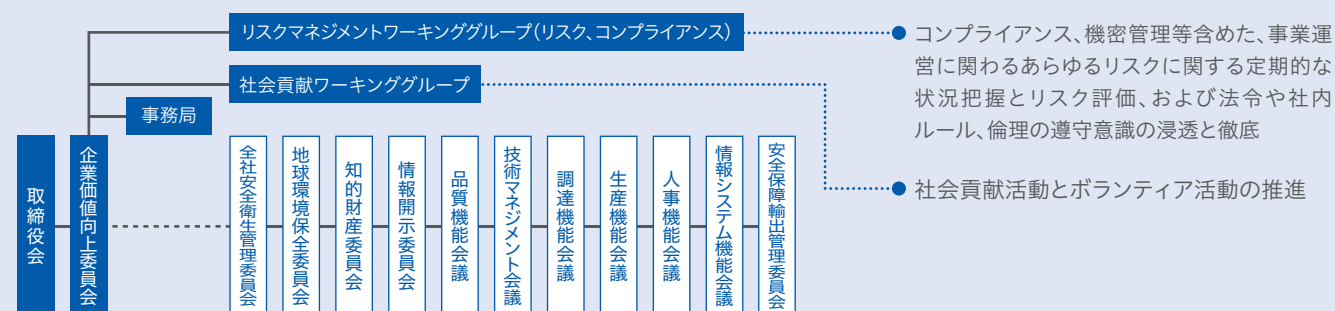 リスクマネジメントワーキンググループ(リスク、コンプライアンス)
社会貢献ワーキンググループ
事務局
取締役会
企業価値向上委員会
全社安全衛生管理委員会
地球環境保全委員会
知的財産委員会
情報開示委員会
品質機能会議
技術マネジメント会議
調達機能会議
生産機能会議
人事機能会議
情報システム機能会議
安全保障輸出管理委員会
● コンプライアンス、機密管理等含めた、事業運
営に関わるあらゆるリスクに関する定期的な
状況把握とリスク評価、および法令や社内
ルール、倫理の遵守意識の浸透と徹底
● 社会貢献活動とボランティア活動の推進